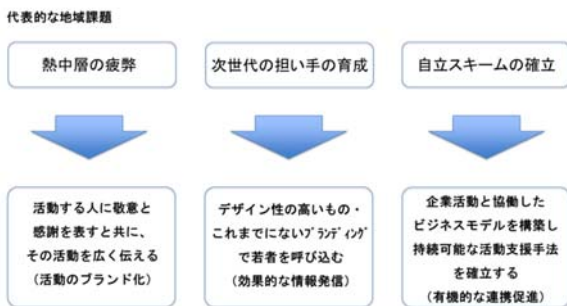 代表的な地域課題
熱中層の疲弊
次世代の担い手の育成
自立スキームの確立
活動する人に敬意と
感謝を表すと共に、
その活動を広く伝える
（活動のブランド化）
デザイン性の高いもの・
これまでにないﾌﾞﾗﾝﾃﾞｨﾝｸﾞ
で若者を呼び込む
（効果的な情報発信）
企業活動と協働した
ビジネスモデルを構築し
持続可能な活動支援手法
を確立する
（有機的な連携促進）